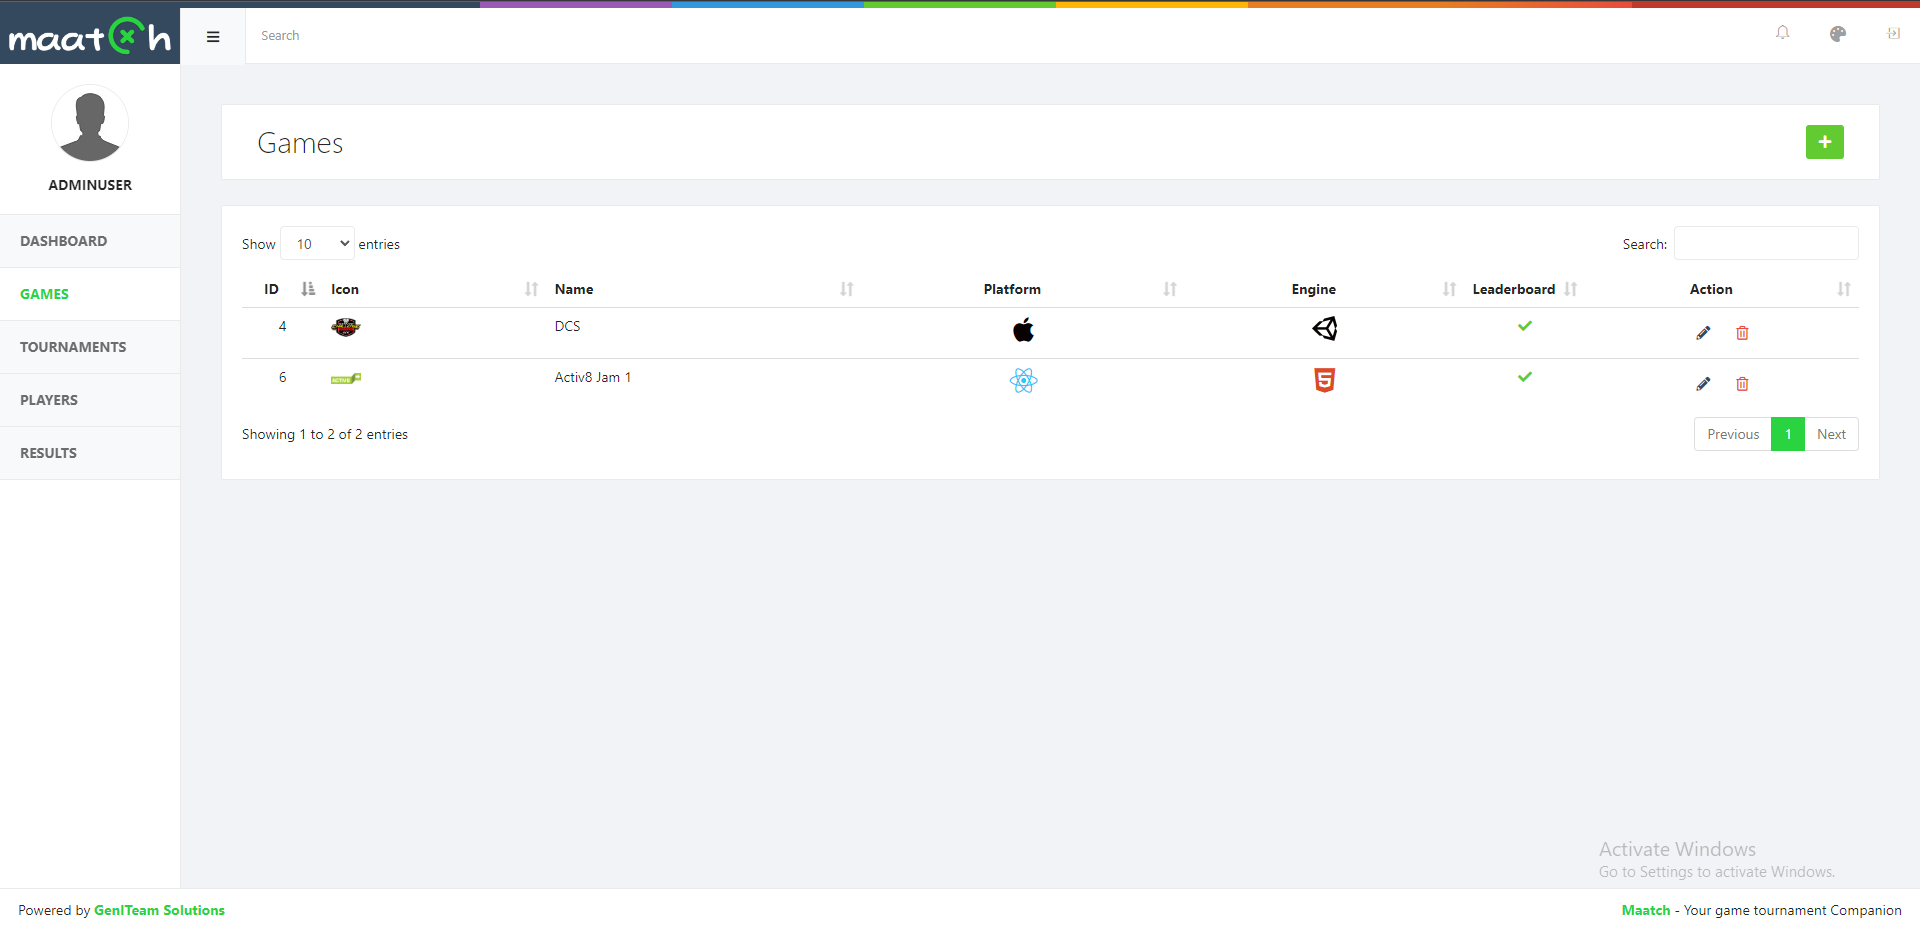 maatch
Search
ADMINUSER
DASHBOARD
GAMES
TOURNAMENTS
PLAYERS
RESULTS
Games
Show 10 entries
Search:
ID Icon Name Platform Engine Leaderboard Action
4 DCS
6 Activ8 Jam 1
Showing 1 to 2 of 2 entries
Previous 1 Next
Activate Windows
Go to Settings to activate Windows.
Powered by GenITeam Solutions
Maatch - Your game tournament Companion